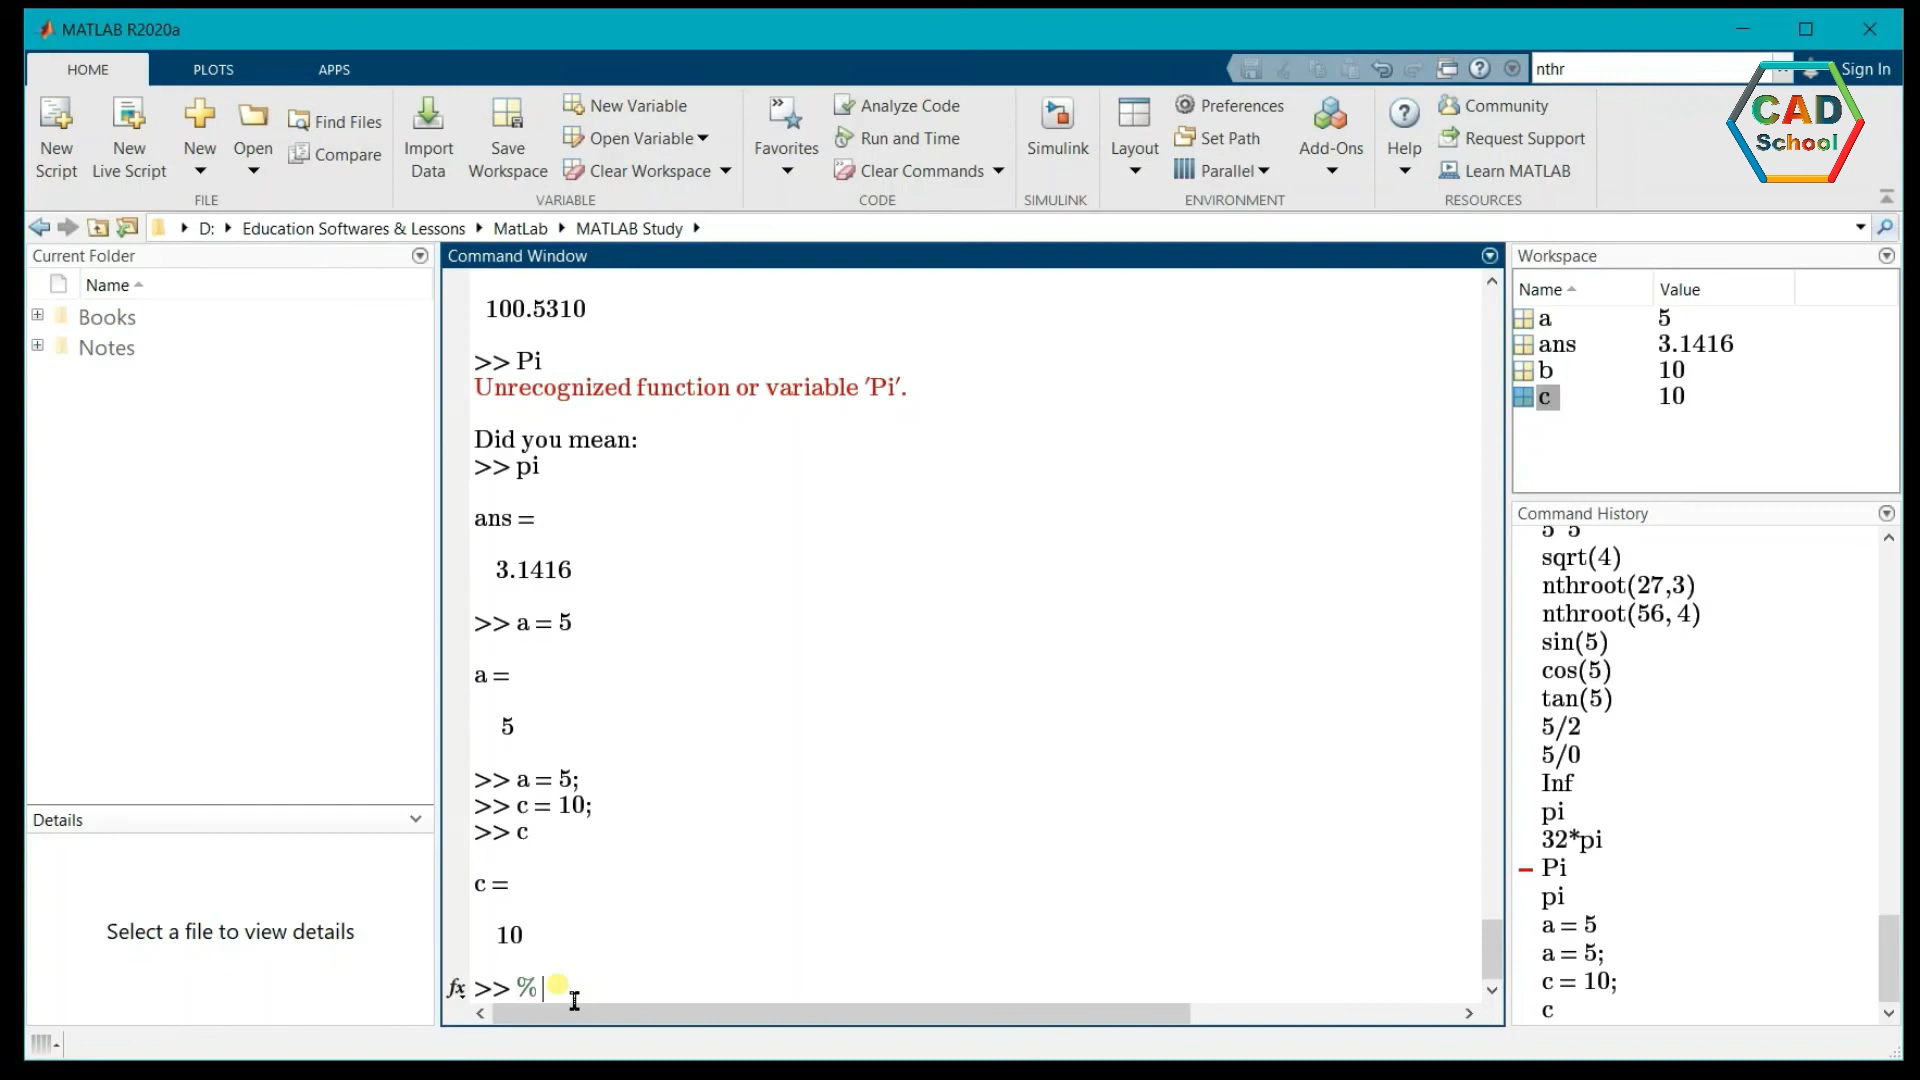 MATLAB R2020a
HOME PLOTS APPS nthr Sign In
CAD
School
New Script
New Live Script
New
Open
Find Files
Compare
FILE
Import Data
Save Workspace
New Variable
Open Variable
Clear Workspace
VARIABLE
Favorites
Analyze Code
Run and Time
Clear Commands
CODE
Simulink
SIMULINK
Layout
Preferences
Set Path
Parallel
Add-Ons
ENVIRONMENT
Help
Community
Request Support
Learn MATLAB
RESOURCES
D: Education Softwares & Lessons MatLab MATLAB Study
Current Folder
Name
Books
Notes
Details
Select a file to view details
Command Window
100.5310
>> Pi
Unrecognized function or variable 'Pi'.
Did you mean:
>> pi
ans =
3.1416
>> a = 5
a =
5
>> a = 5;
>> c = 10;
>> c
c =
10
fx >> %
Workspace
Name Value
a 5
ans 3.1416
b 10
c 10
Command History
5 5
sqrt(4)
nthroot(27,3)
nthroot(56, 4)
sin(5)
cos(5)
tan(5)
5/2
5/0
Inf
pi
32*pi
Pi
pi
a = 5
a = 5;
c = 10;
c